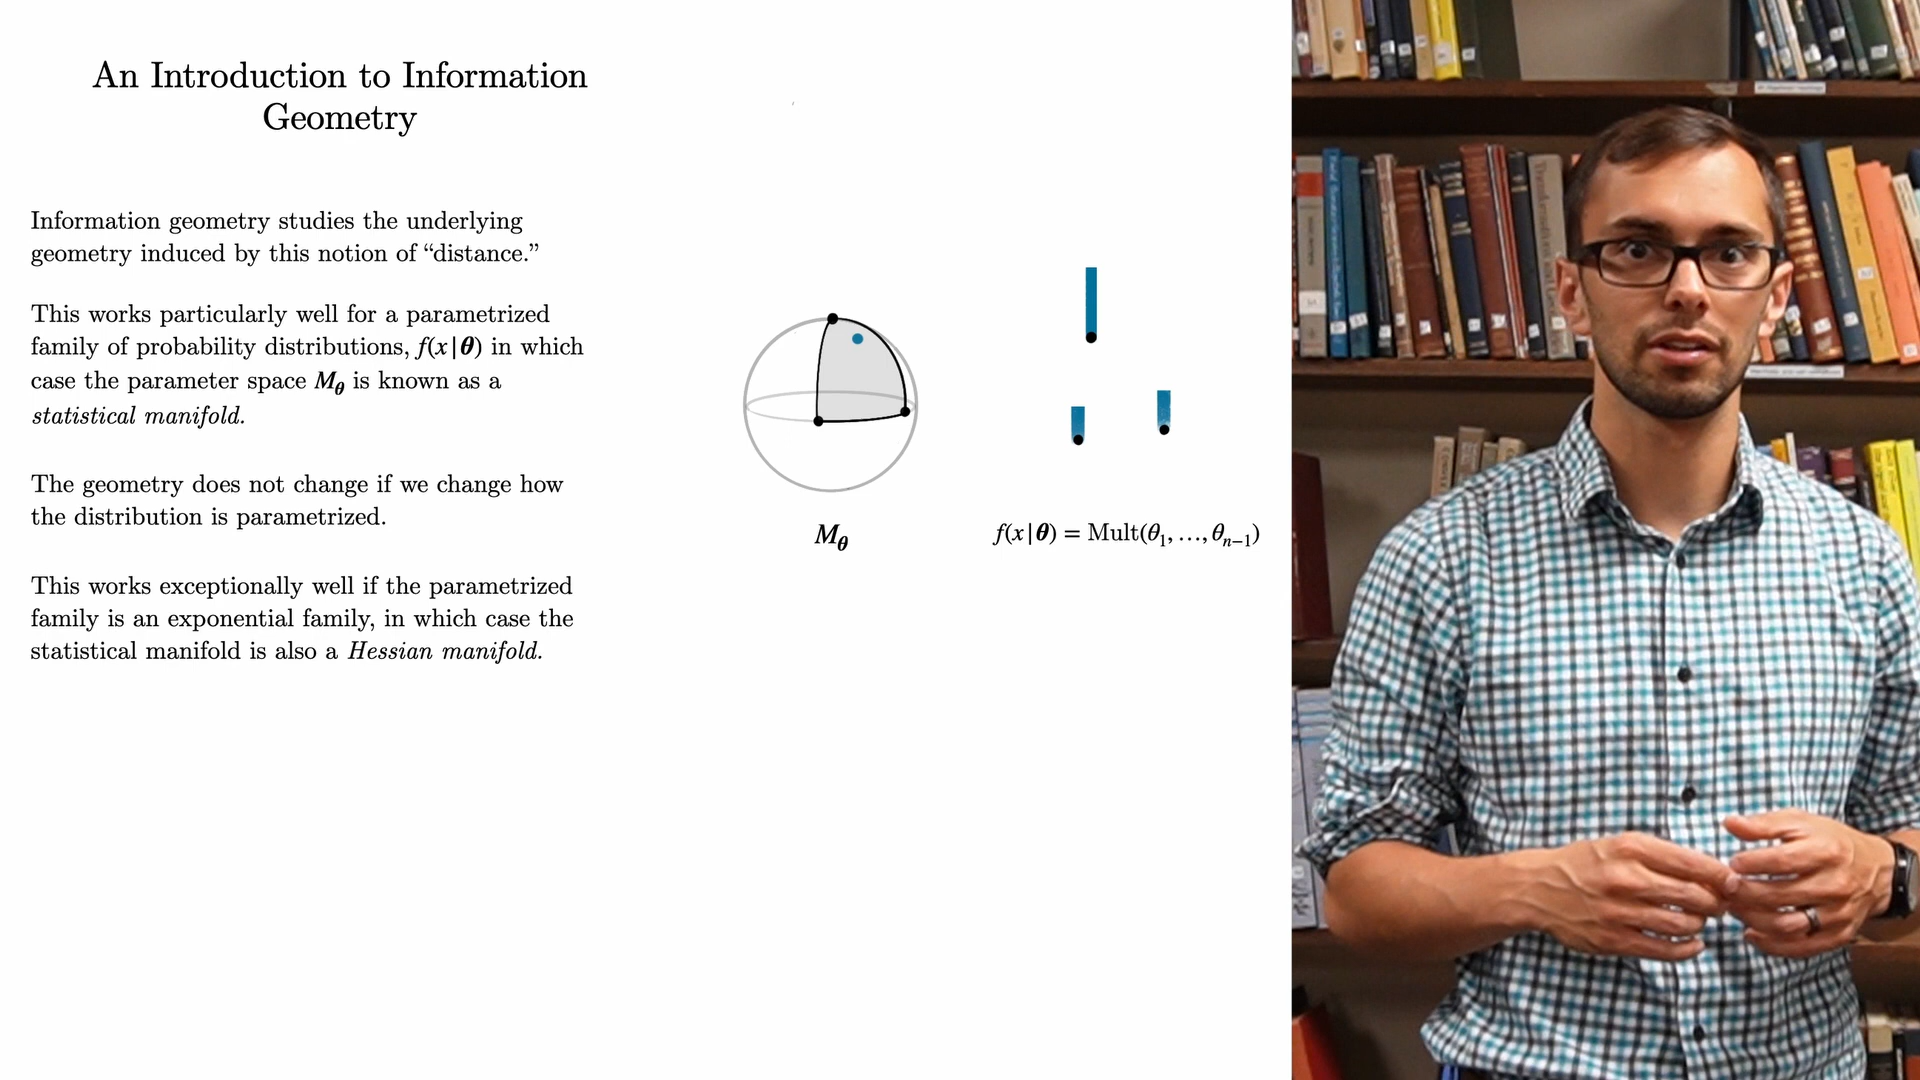 An Introduction to Information
Geometry
Information geometry studies the underlying
geometry induced by this notion of “distance.”
This works particularly well for a parametrized
family of probability distributions, f(x|θ) in which
case the parameter space M_θ is known as a
statistical manifold.
The geometry does not change if we change how
the distribution is parametrized.
This works exceptionally well if the parametrized
family is an exponential family, in which case the
statistical manifold is also a Hessian manifold.
M_θ
f(x|θ) = Mult(θ₁, …, θₙ₋₁)